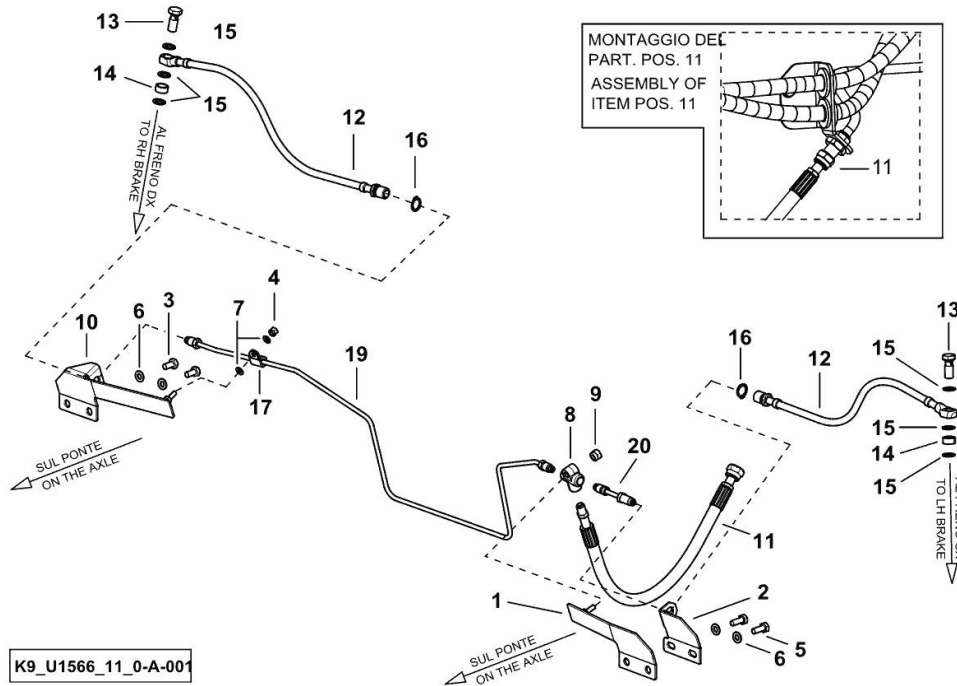 13
15
14
15
AL FRENO DX
TO RH BRAKE
12
16
MONTAGGIO DEL
PART. POS. 11
ASSEMBLY OF
ITEM POS. 11
11
10
6
3
7
4
17
19
SUL PONTE
ON THE AXLE
8
9
20
16
12
13
15
15
14
15
TO LH BRAKE
11
1
2
5
6
SUL PONTE
ON THE AXLE
K9_U1566_11_0-A-001